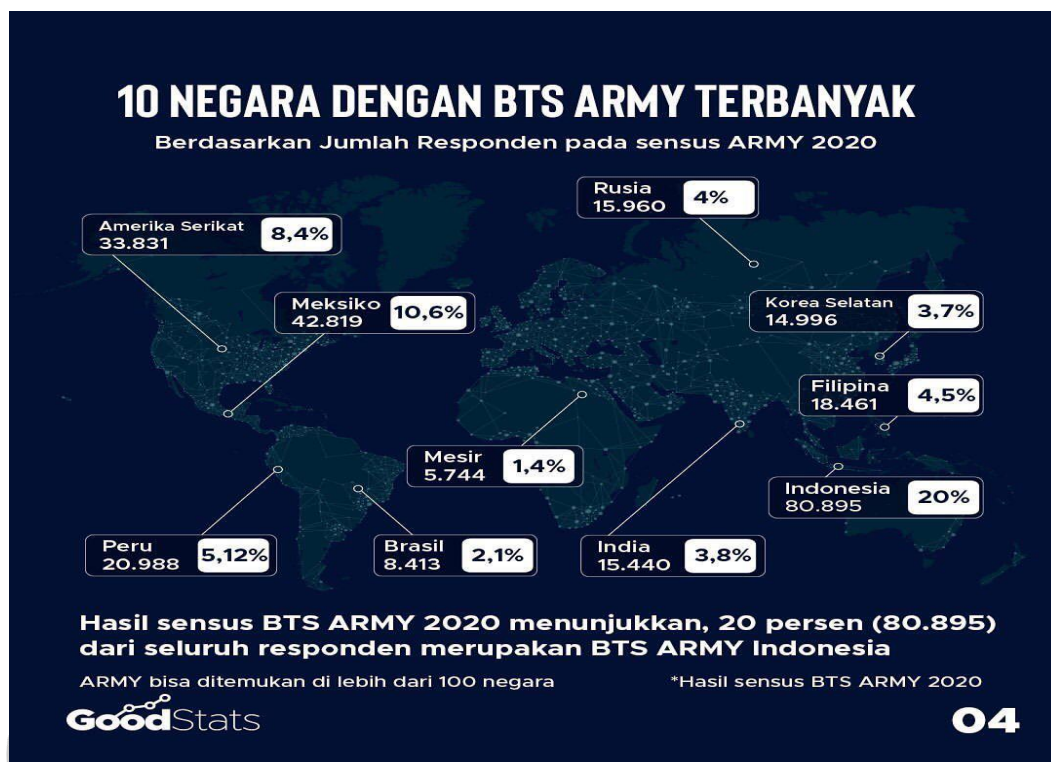 10 NEGARA DENGAN BTS ARMY TERBANYAK
Berdasarkan Jumlah Responden pada sensus ARMY 2020
Rusia
15.960
4%
Amerika Serikat
33.831
8,4%
Meksiko
42.819
10,6%
Korea Selatan
14.996
3,7%
Filipina
18.461
4,5%
Mesir
5.744
1,4%
Indonesia
80.895
20%
Peru
20.988
5,12%
Brasil
8.413
2,1%
India
15.440
3,8%
Hasil sensus BTS ARMY 2020 menunjukkan, 20 persen (80.895)
dari seluruh responden merupakan BTS ARMY Indonesia
ARMY bisa ditemukan di lebih dari 100 negara
*Hasil sensus BTS ARMY 2020
GoodStats
04